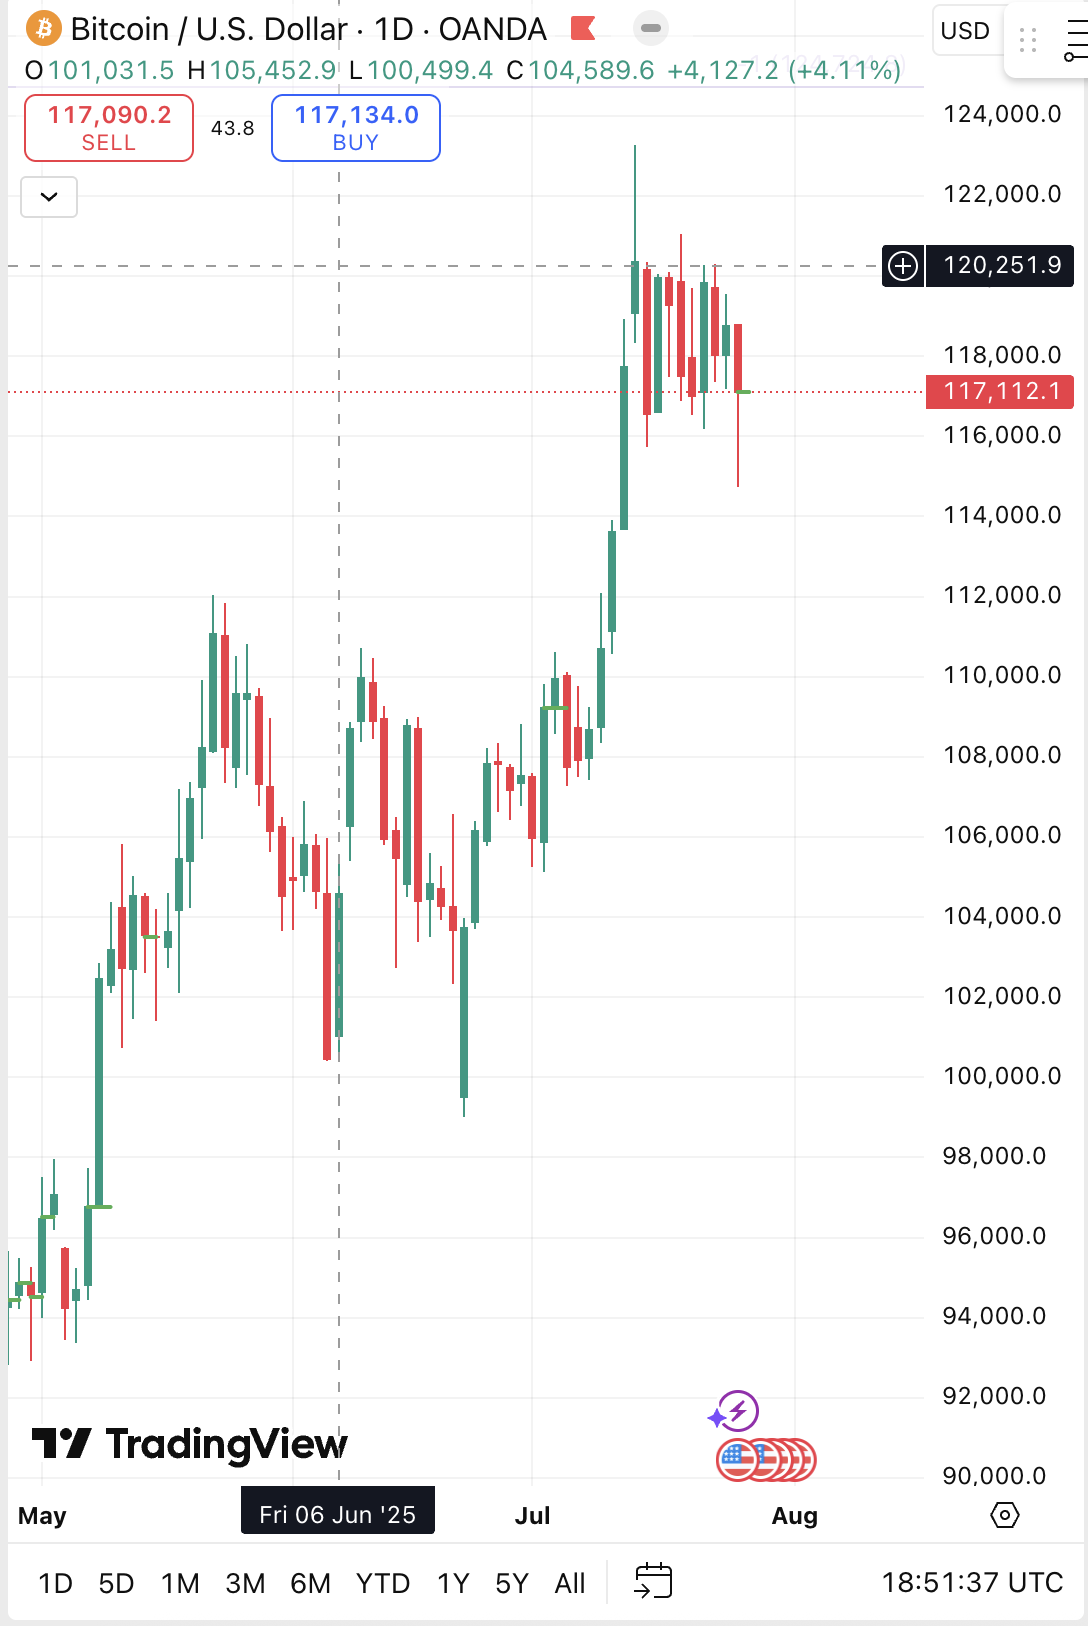 Bitcoin / U.S. Dollar · 1D · OANDA
USD
O101,031.5 H105,452.9 L100,499.4 C104,589.6 +4,127.2 (+4.11%)
117,090.2
SELL
43.8
117,134.0
BUY
124,000.0
122,000.0
120,251.9
118,000.0
117,112.1
116,000.0
114,000.0
112,000.0
110,000.0
108,000.0
106,000.0
104,000.0
102,000.0
100,000.0
98,000.0
96,000.0
94,000.0
92,000.0
90,000.0
TradingView
May
Fri 06 Jun '25
Jul
Aug
1D 5D 1M 3M 6M YTD 1Y 5Y All
18:51:37 UTC